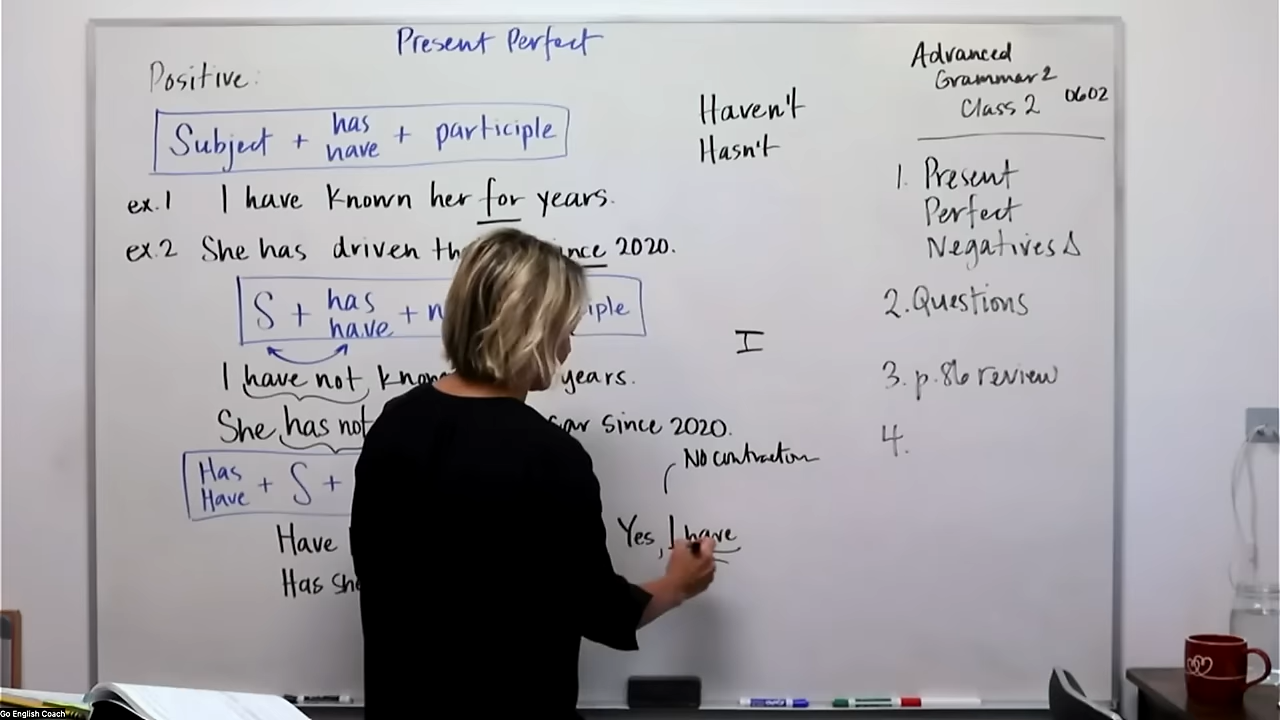 Present Perfect
Positive:
Subject + has have + participle
ex.1 I have known her for years.
ex.2 She has driven since 2020.
S + has have +
I have not years.
She has not car since 2020.
Has Have + S +
Have
Has she
Haven't
Hasn't
I
No contraction
Yes, I have
Advanced
Grammar 2
Class 2 0602
1. Present
Perfect
Negatives Δ
2. Questions
3. p. 86 review
4.
Go English Coach